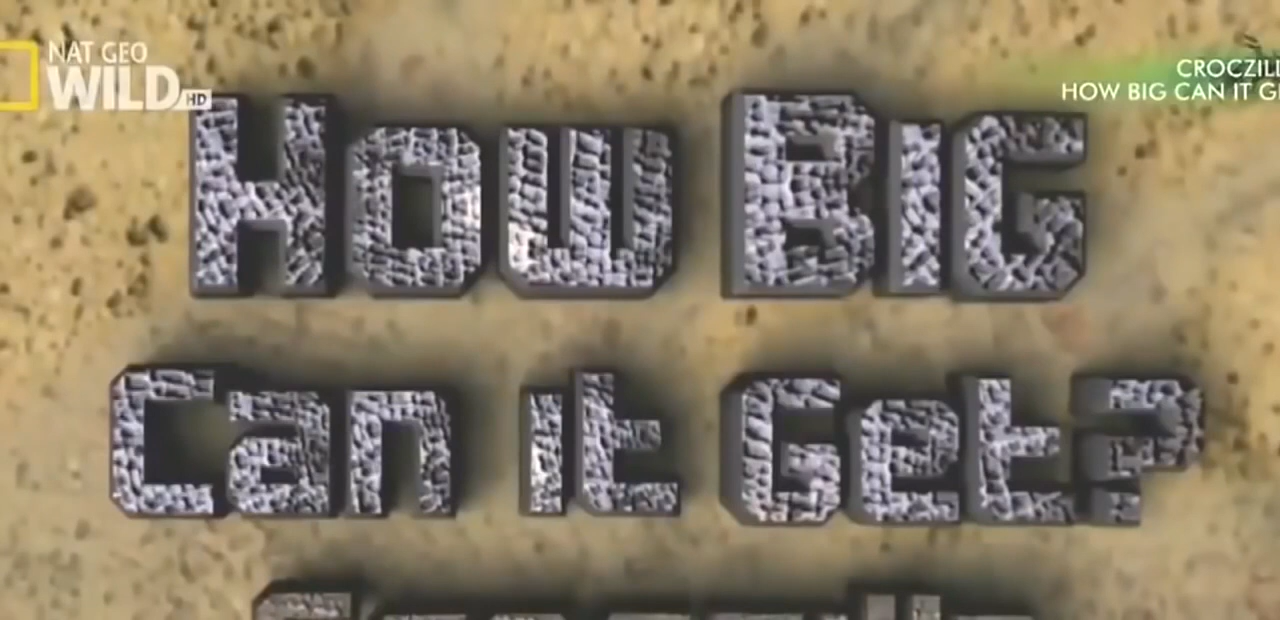 NAT GEO
WILD HD
CROCZILL
HOW BIG CAN IT GE
How BIG
Can it Get?